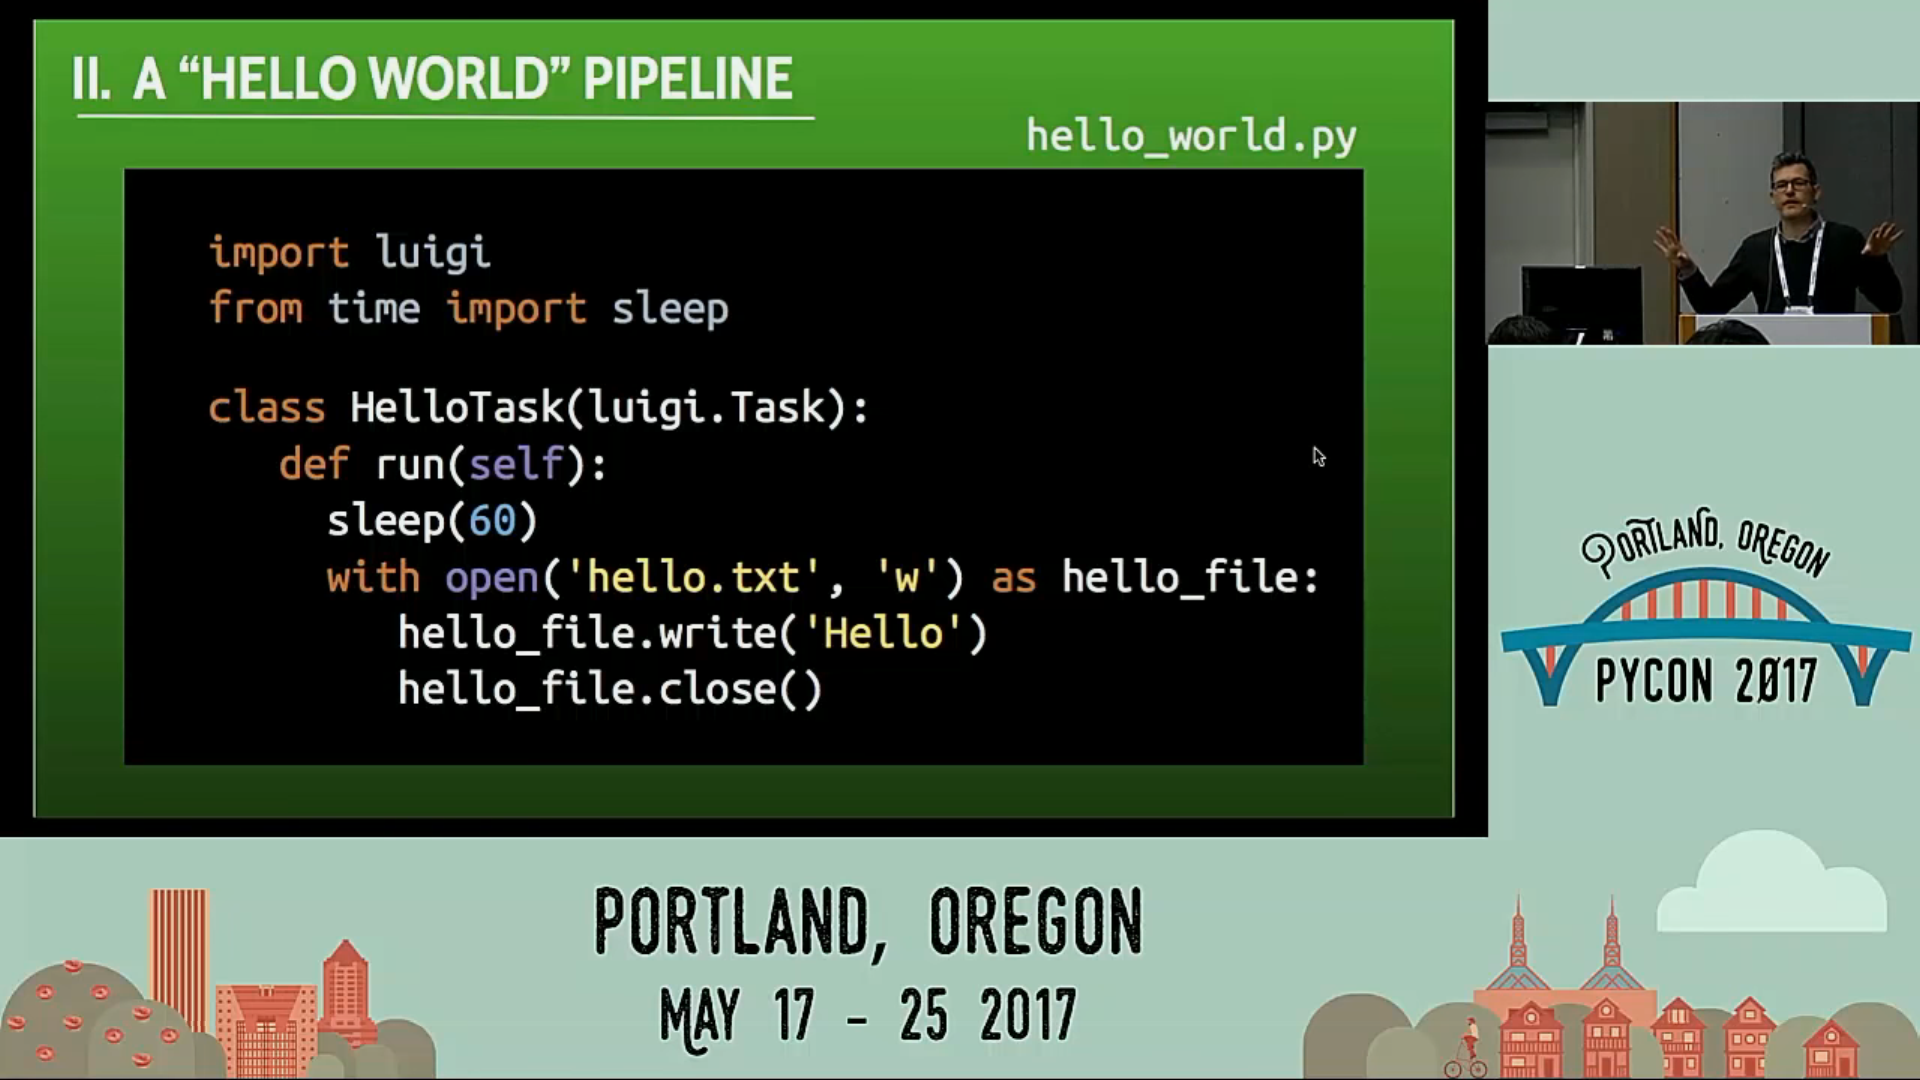 II. A “HELLO WORLD” PIPELINE
hello_world.py
import luigi
from time import sleep
class HelloTask(luigi.Task):
def run(self):
sleep(60)
with open('hello.txt', 'w') as hello_file:
hello_file.write('Hello')
hello_file.close()
PORTLAND, OREGON
PYCON 2017
PORTLAND, OREGON
MAY 17 - 25 2017